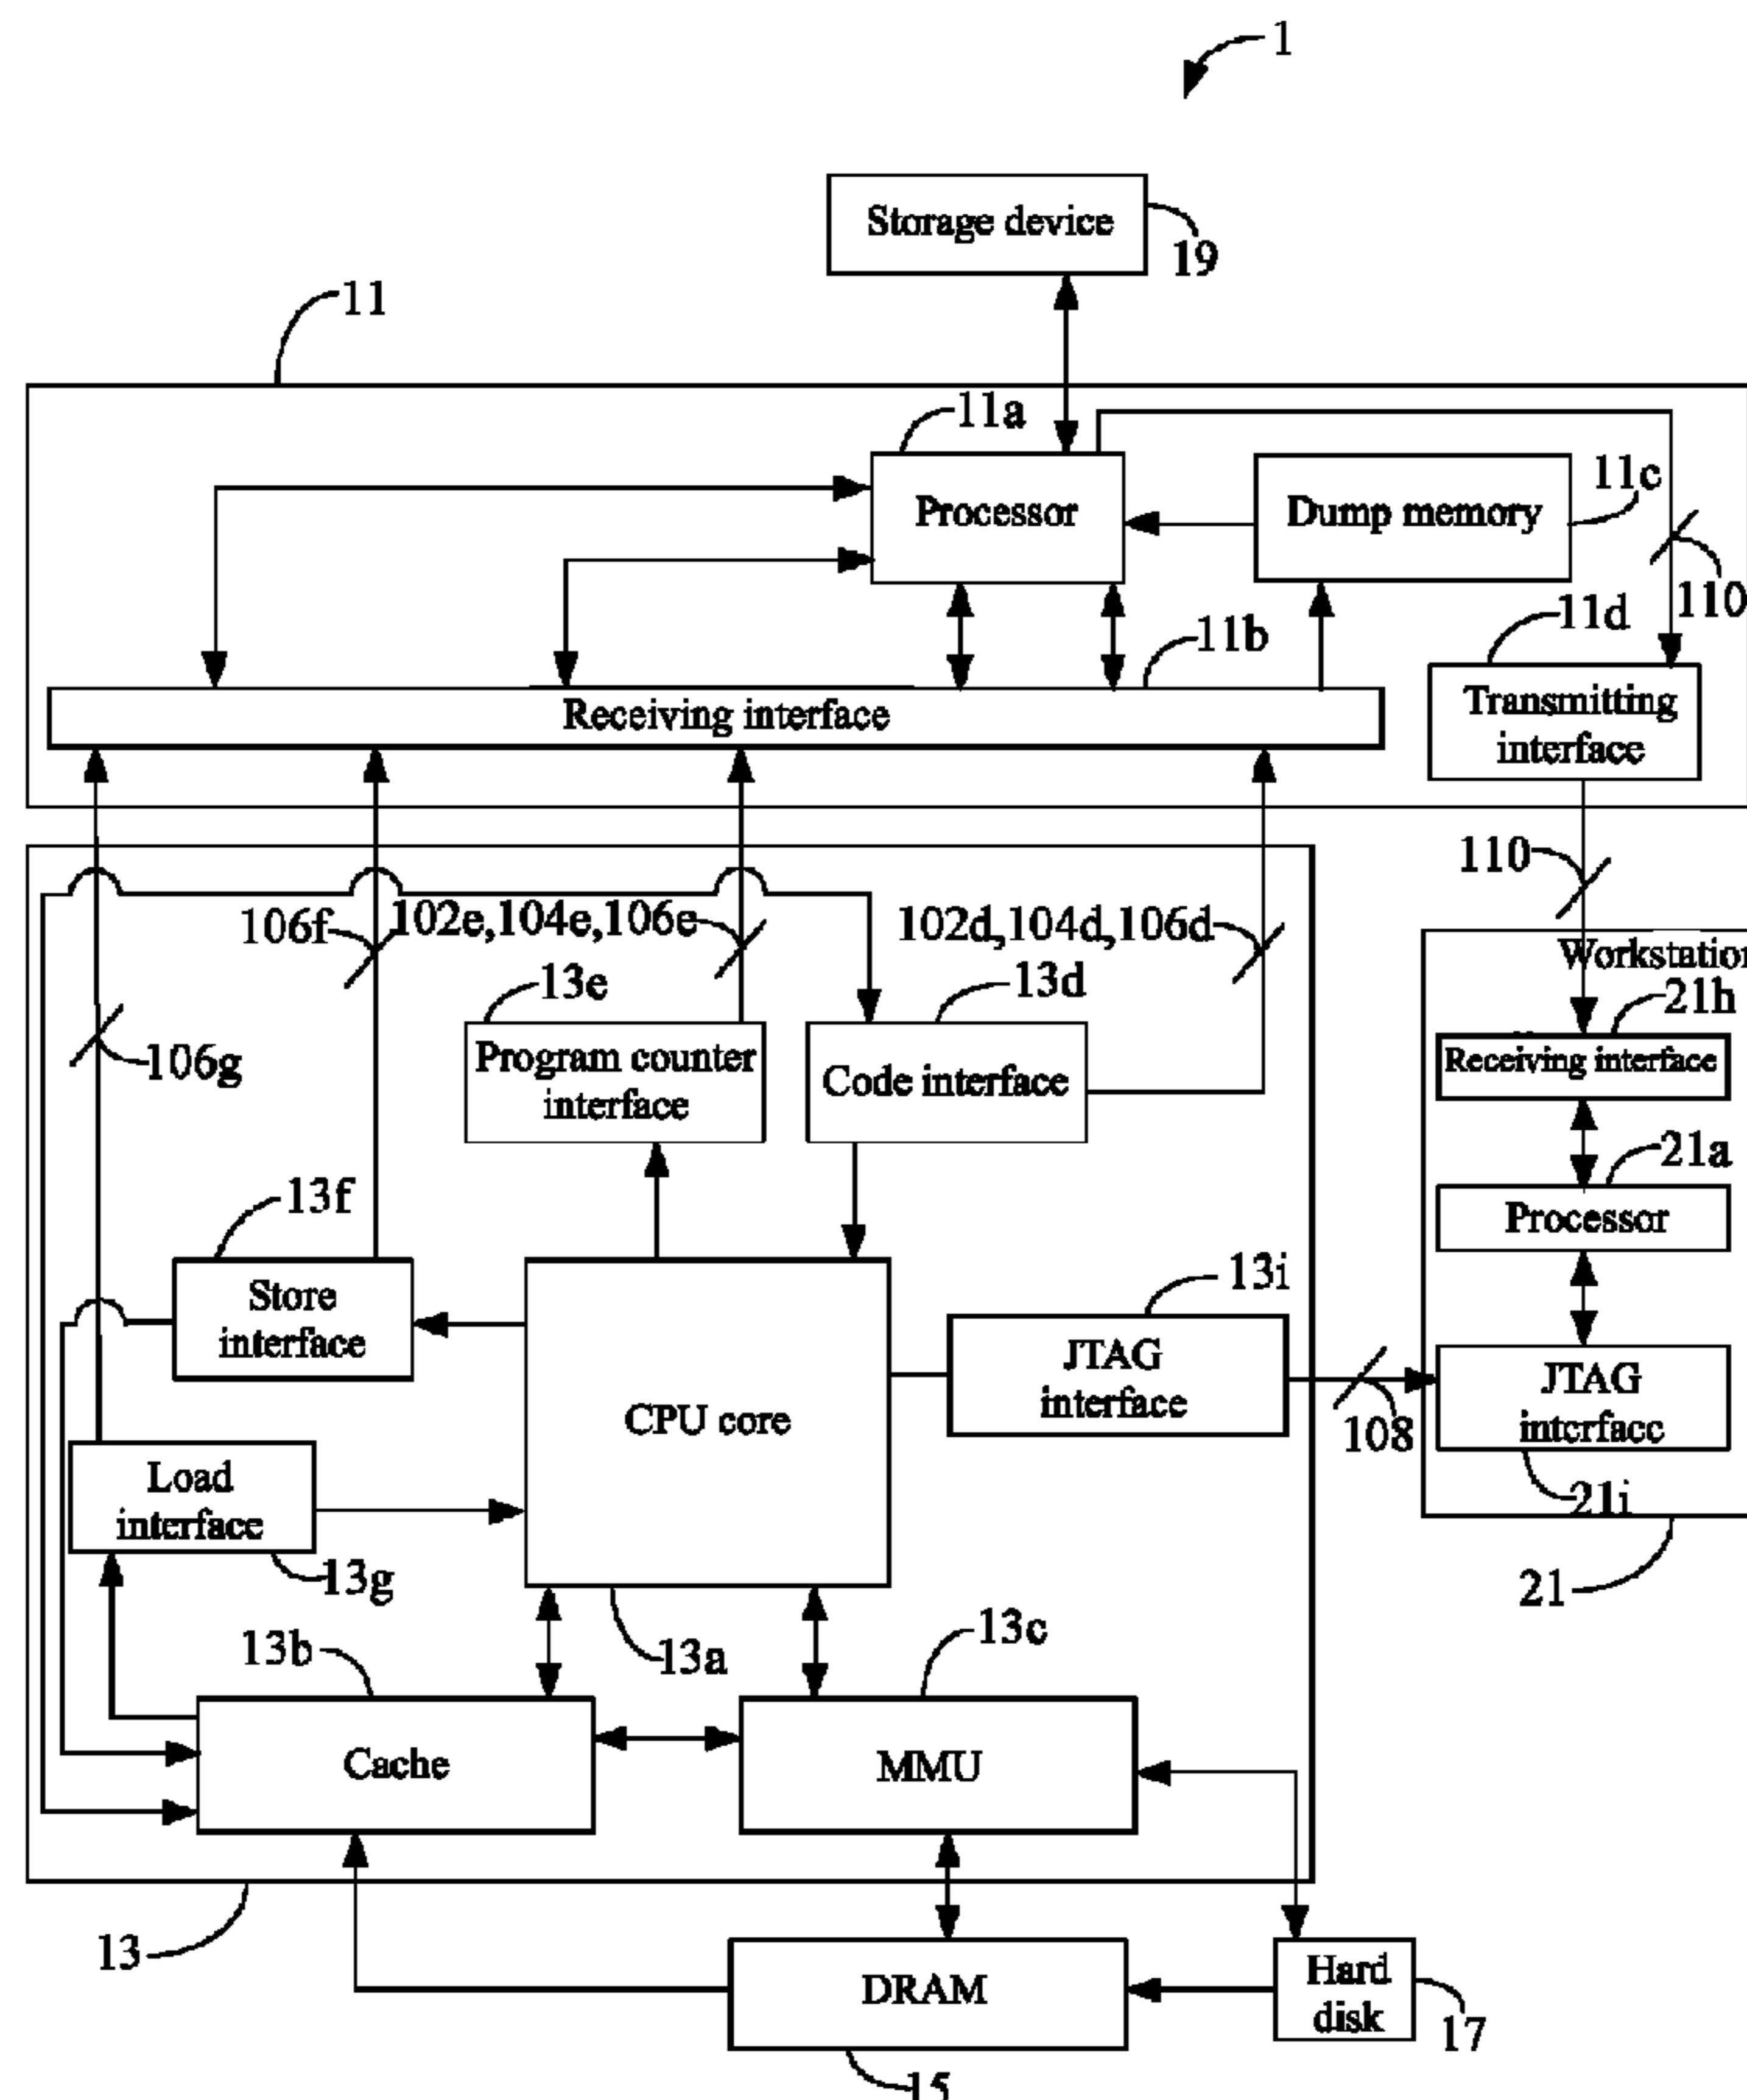 1
Storage device
19
11
11a
11c
Processor
Dump memory
110
11d
11b
Transmitting
interface
Receiving interface
110
106f
102e,104e,106e
102d,104d,106d
Workstation
13e
13d
21h
106g
Program counter
interface
Code interface
Receiving interface
21a
13f
Processor
13i
Store
interface
JTAG
interface
JTAG
interface
CPU core
108
Load
interface
21i
13g
21
13b
13a
13c
Cache
MMU
13
DRAM
Hard
disk
17
15